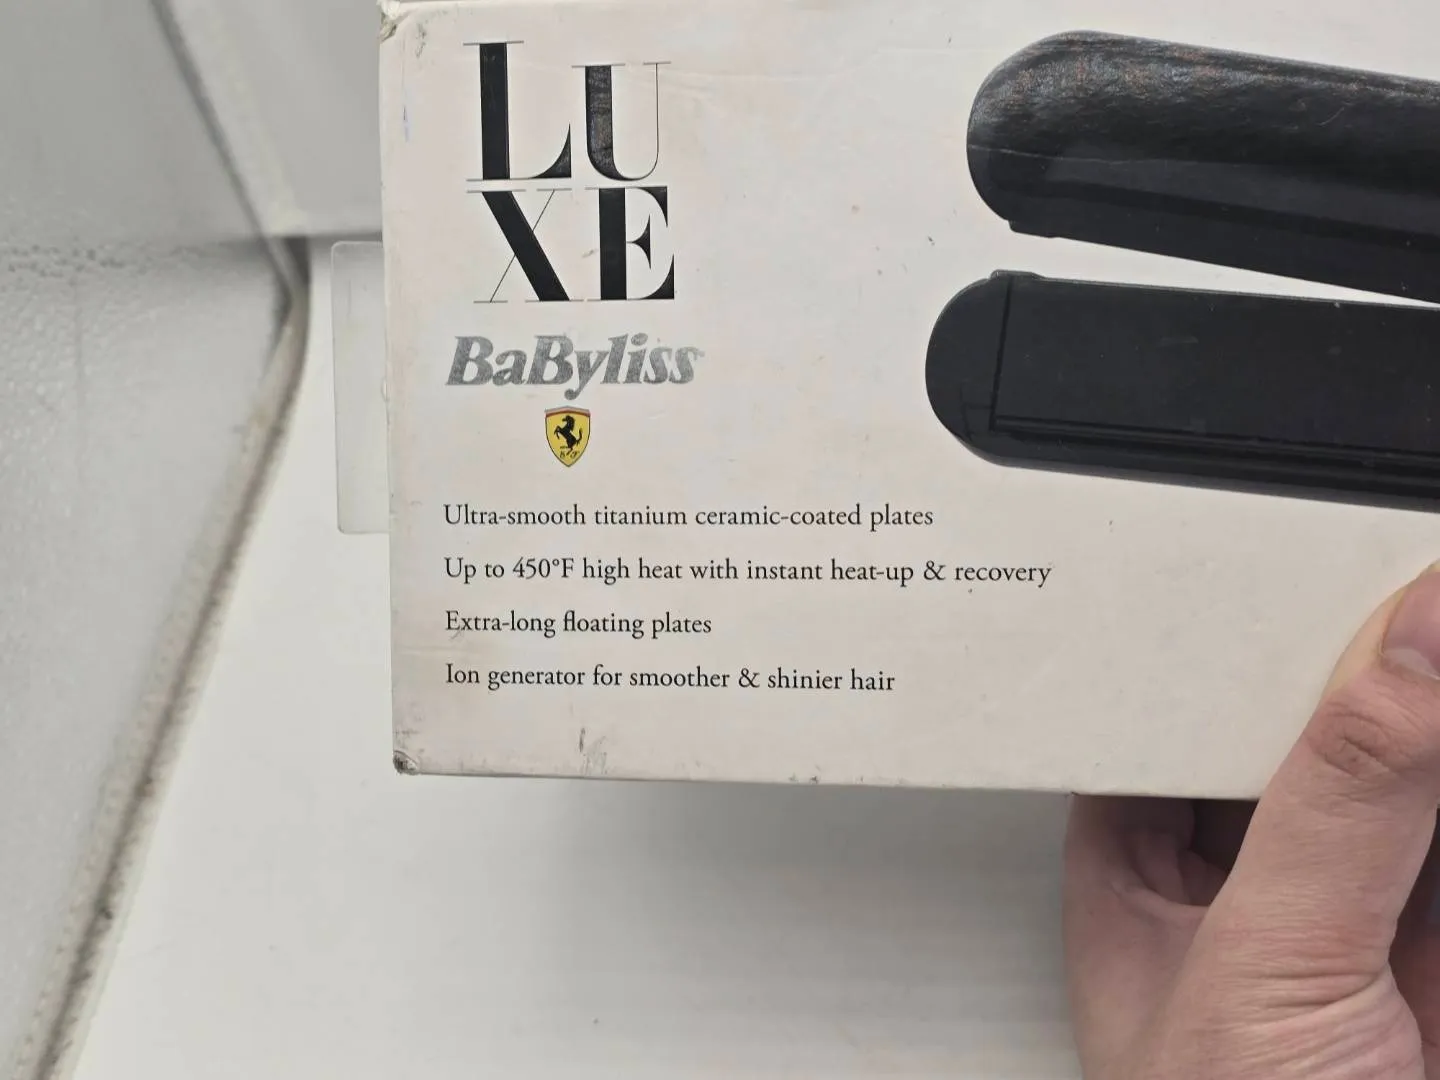 LU
XE
BaByliss
Ultra-smooth titanium ceramic-coated plates
Up to 450°F high heat with instant heat-up & recovery
Extra-long floating plates
Ion generator for smoother & shinier hair